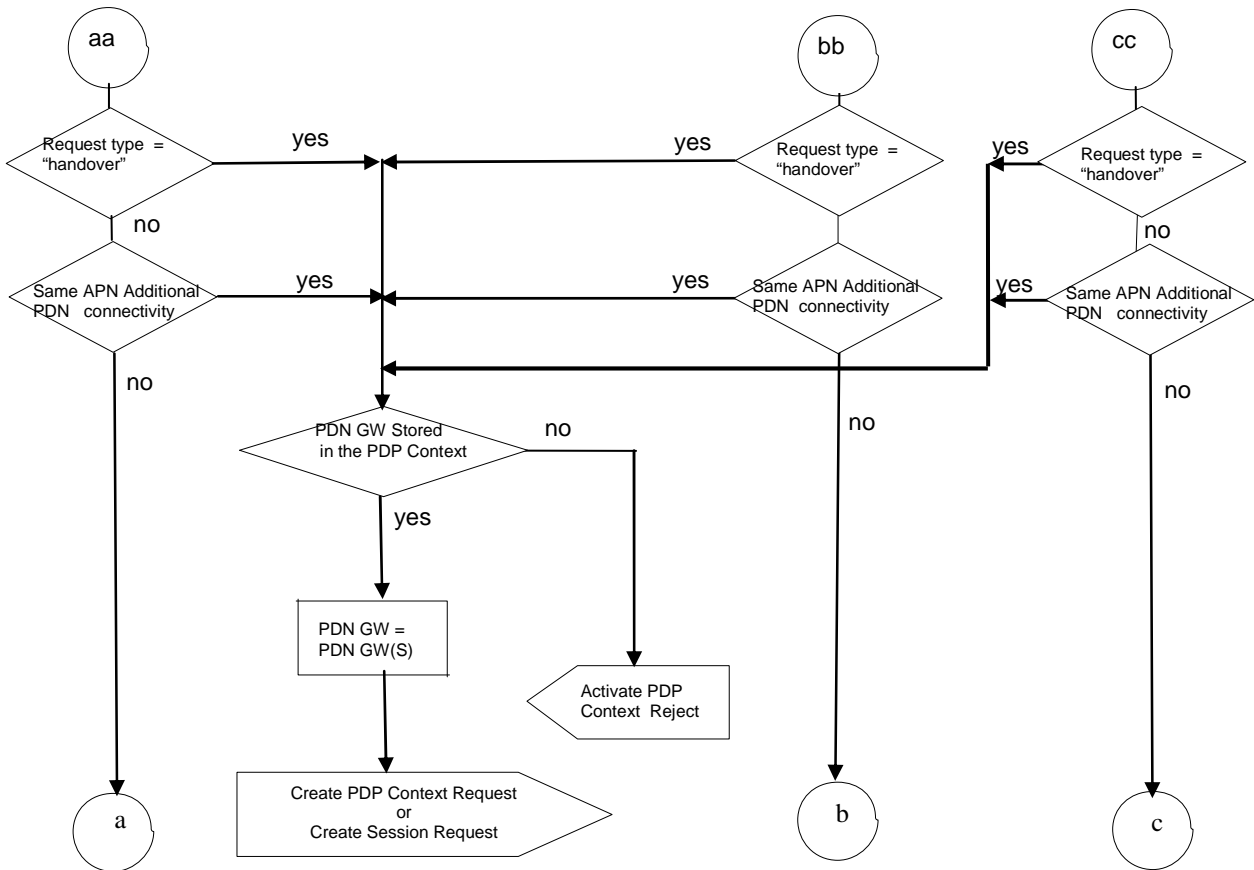 aa
bb
cc
Request type =
“handover”
yes
yes
Request type =
“handover”
yes
Request type =
“handover”
no
no
Same APN Additional
PDN connectivity
yes
yes
Same APN Additional
PDN connectivity
yes
Same APN Additional
PDN connectivity
no
no
no
PDN GW Stored
in the PDP Context
no
yes
PDN GW =
PDN GW(S)
Activate PDP
Context Reject
Create PDP Context Request
or
Create Session Request
a
b
c